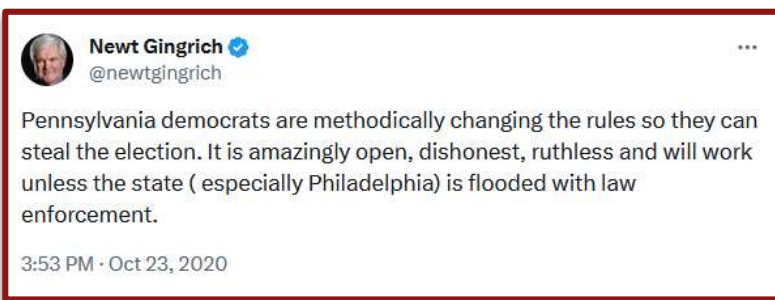 Newt Gingrich
@newtgingrich
Pennsylvania democrats are methodically changing the rules so they can
steal the election. It is amazingly open, dishonest, ruthless and will work
unless the state ( especially Philadelphia) is flooded with law
enforcement.
3:53 PM · Oct 23, 2020